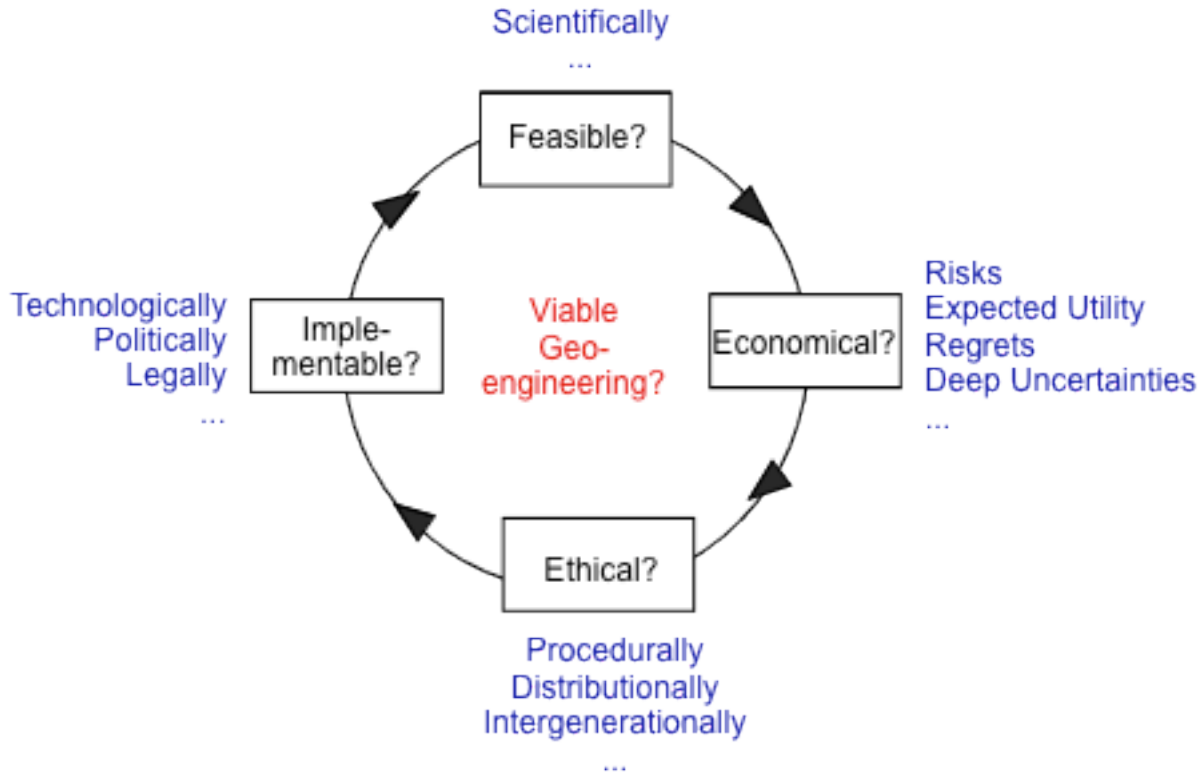 Scientifically
...
Feasible?
Risks
Expected Utility
Regrets
Deep Uncertainties
...
Economical?
Technologically
Politically
Legally
...
Imple-
mentable?
Viable
Geo-
engineering?
Ethical?
Procedurally
Distributionally
Intergenerationally
...